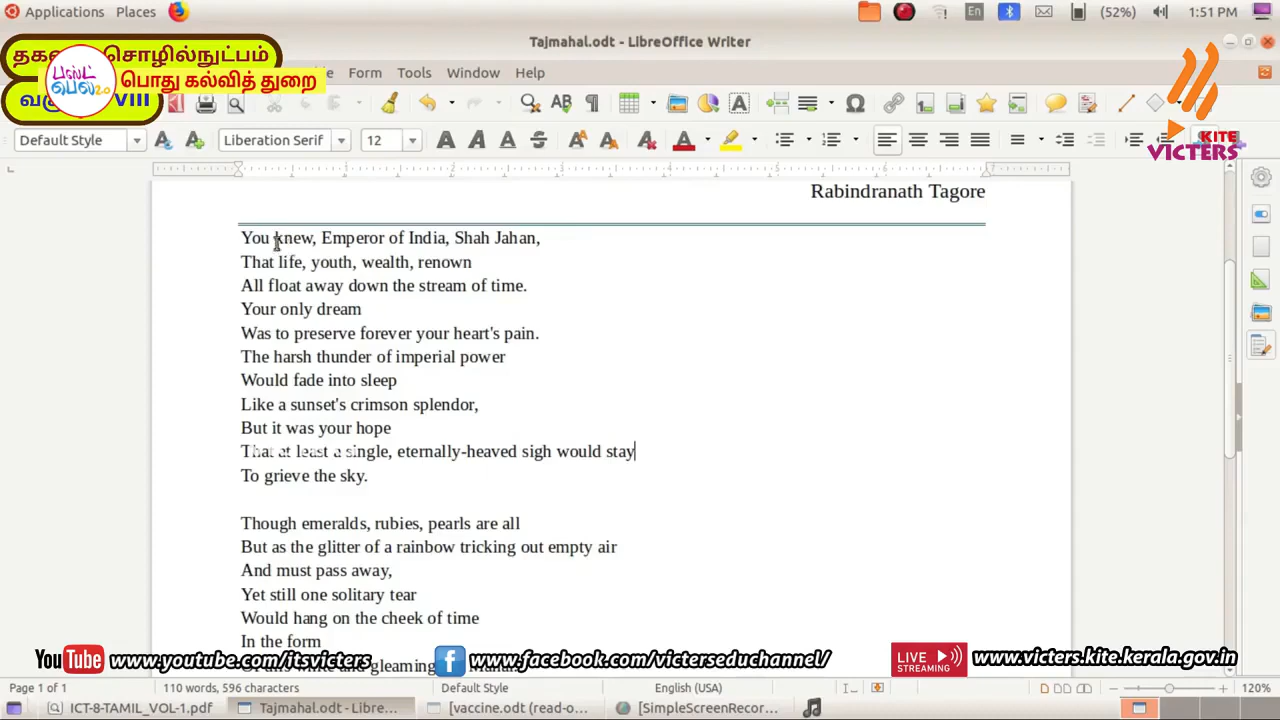 Applications Places En (52%) 1:51 PM
Tajmahal.odt - LibreOffice Writer
Form Tools Window Help
பொது கல்வித் துறை
VIII
Default Style Liberation Serif 12
KITE
VICTERS
Rabindranath Tagore
You knew, Emperor of India, Shah Jahan,
That life, youth, wealth, renown
All float away down the stream of time.
Your only dream
Was to preserve forever your heart's pain.
The harsh thunder of imperial power
Would fade into sleep
Like a sunset's crimson splendor,
But it was your hope
That at least a single, eternally-heaved sigh would stay
To grieve the sky.
Though emeralds, rubies, pearls are all
But as the glitter of a rainbow tricking out empty air
And must pass away,
Yet still one solitary tear
Would hang on the cheek of time
In the form
YouTube www.youtube.com/itsvicters www.facebook.com/victerseduchannel/ LIVE STREAMING www.victers.kite.kerala.gov.in
Page 1 of 1 110 words, 596 characters Default Style English (USA) 120%
ICT-8-TAMIL_VOL-1.pdf Tajmahal.odt - Libre... [vaccine.odt (read-o... [SimpleScreenRecor...